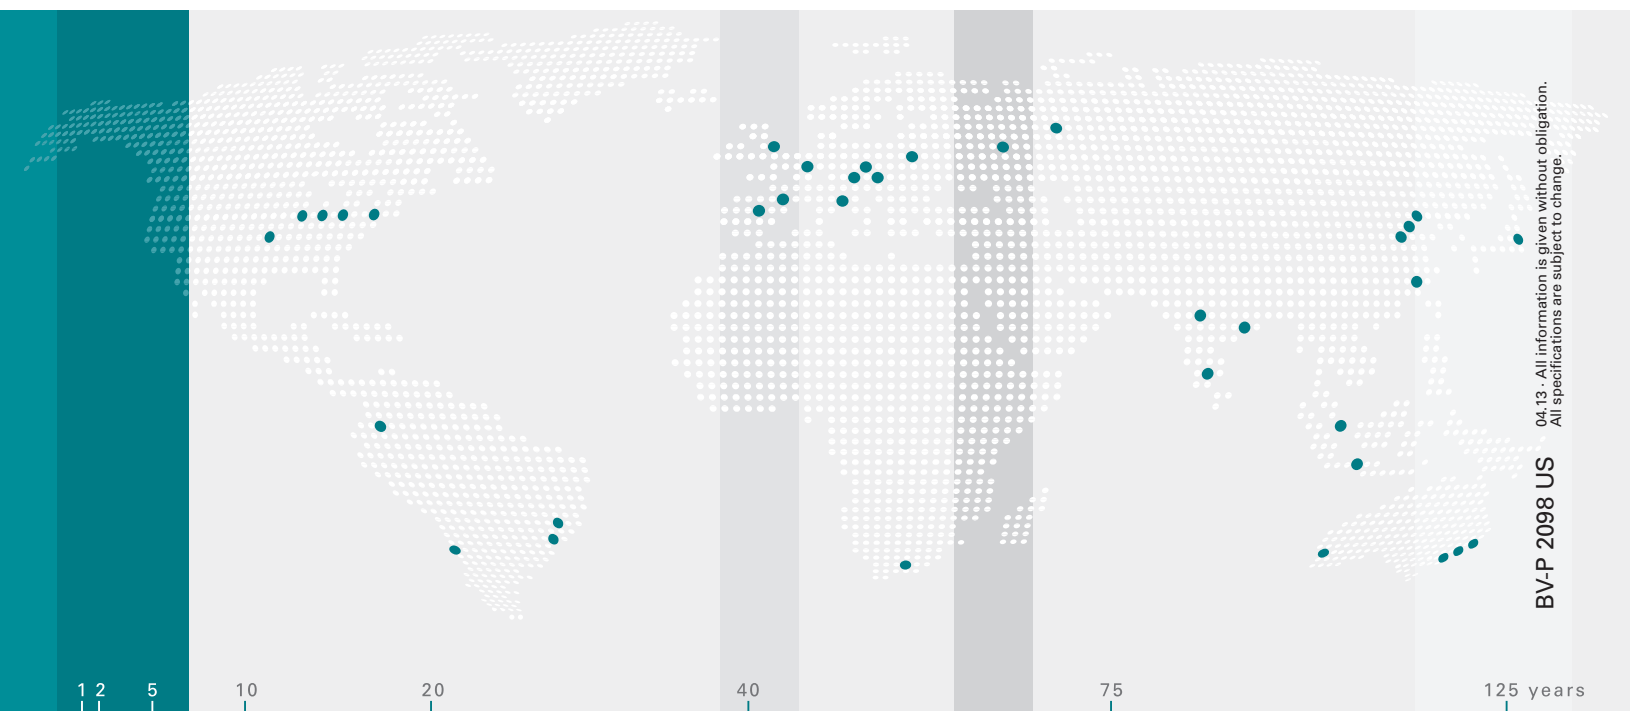 04.13 · All information is given without obligation.
All specifications are subject to change.
BV-P 2098 US
1 2 5 10 20 40 75 125 years